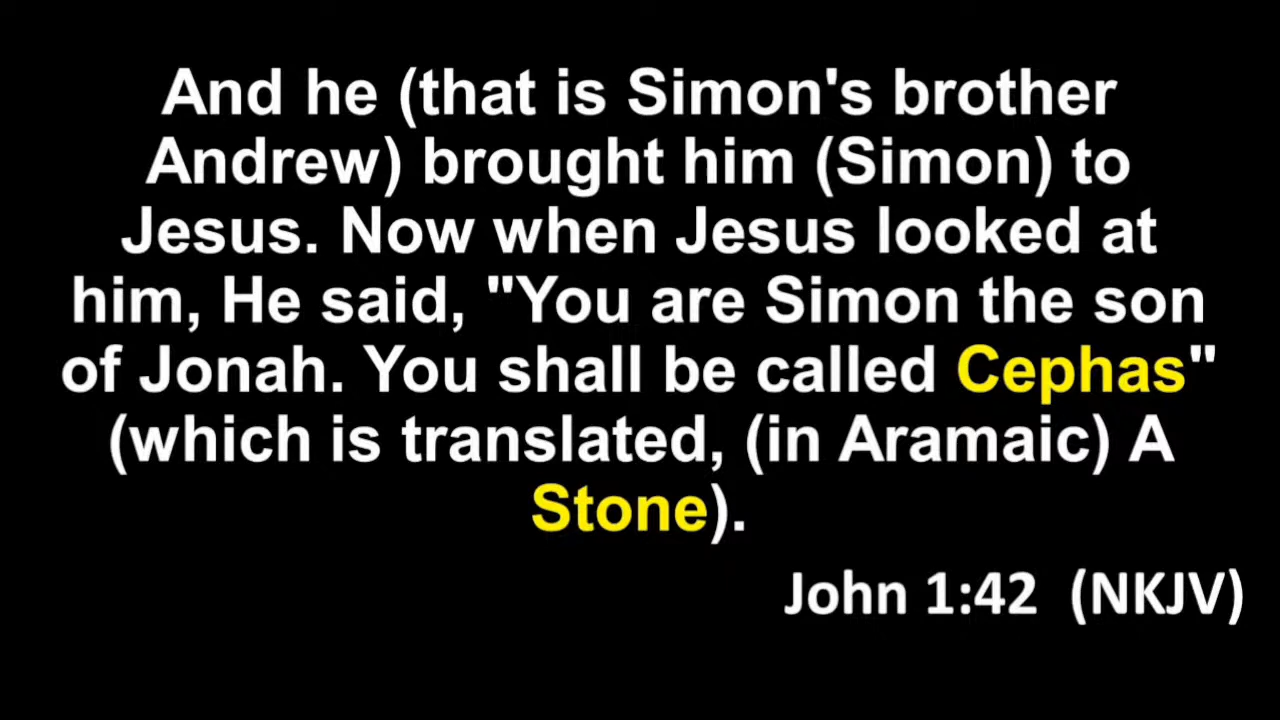 And he (that is Simon's brother
Andrew) brought him (Simon) to
Jesus. Now when Jesus looked at
him, He said, "You are Simon the son
of Jonah. You shall be called Cephas"
(which is translated, (in Aramaic) A
Stone).
John 1:42 (NKJV)